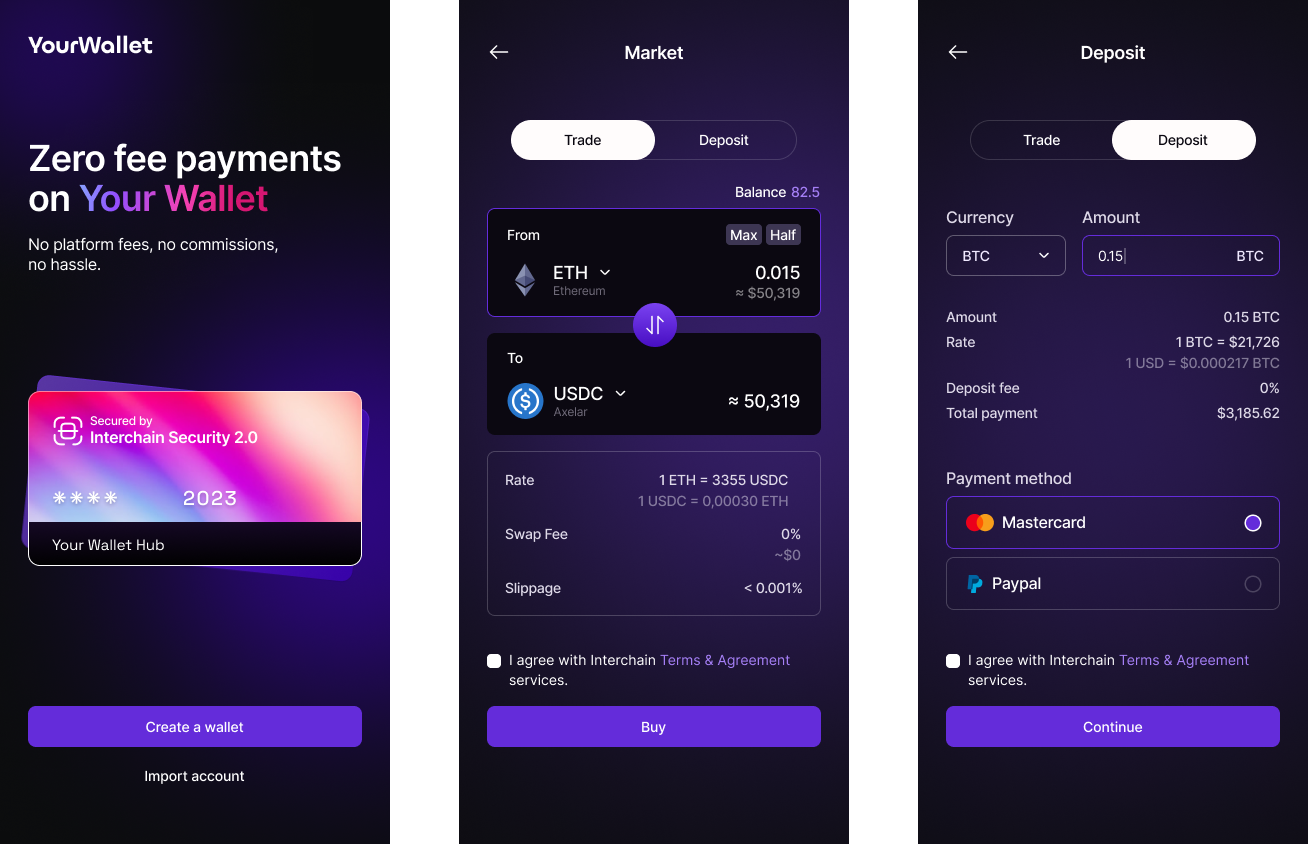 YourWallet
Zero fee payments
on Your Wallet
No platform fees, no commissions,
no hassle.
Secured by
Interchain Security 2.0
**** 2023
Your Wallet Hub
Create a wallet
Import account
Market
Trade Deposit
Balance 82.5
From Max Half
ETH 0.015
Ethereum ≈ $50,319
To
USDC ≈ 50,319
Axelar
Rate 1 ETH = 3355 USDC
1 USDC = 0,00030 ETH
Swap Fee 0%
~$0
Slippage < 0.001%
I agree with Interchain Terms & Agreement
services.
Buy
Deposit
Trade Deposit
Currency Amount
BTC 0.15 BTC
Amount 0.15 BTC
Rate 1 BTC = $21,726
1 USD = $0.000217 BTC
Deposit fee 0%
Total payment $3,185.62
Payment method
Mastercard
Paypal
I agree with Interchain Terms & Agreement
services.
Continue